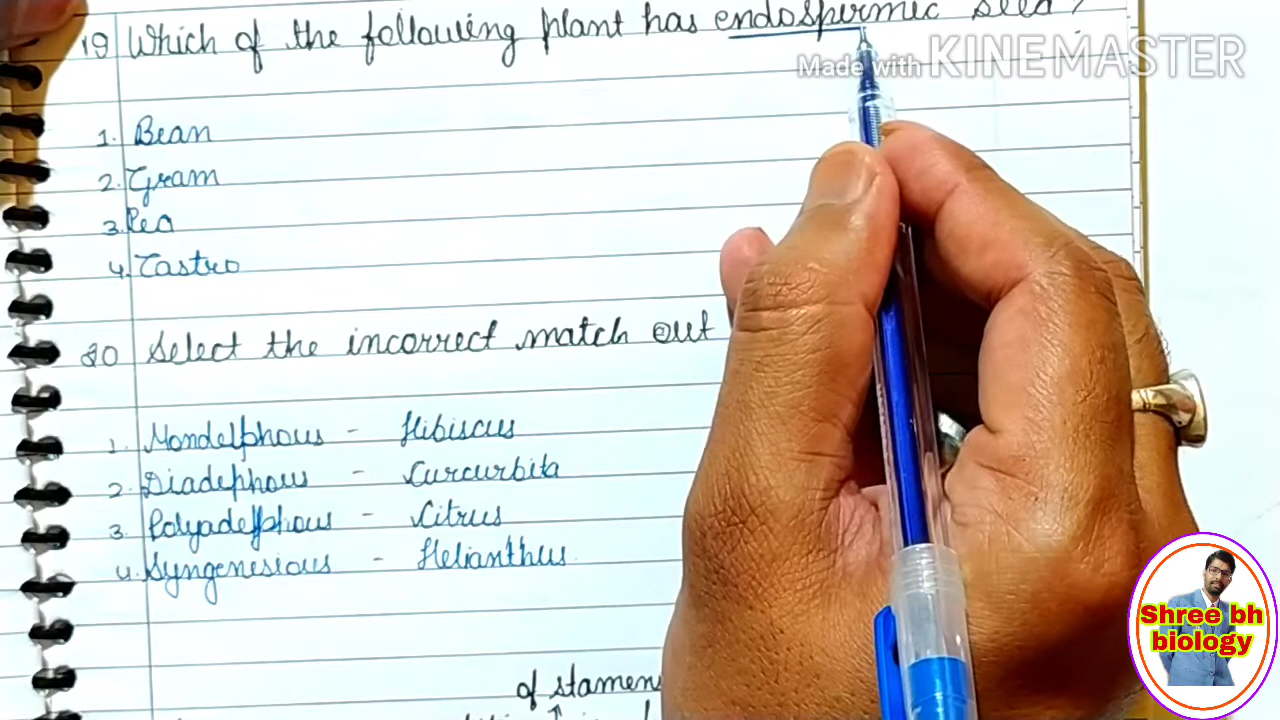 19 Which of the following plant has endospermic seed?
Made with KINEMASTER
1. Bean
2. Gram
3. Pea
4. Castro
20 Select the incorrect match out
1. Mondelphous - Hibiscus
2. Diadephous - Curcurbita
3. Polyadelphous - Citrus
4. Syngenesious - Helianthus.
of stamens
Shree bh
biology